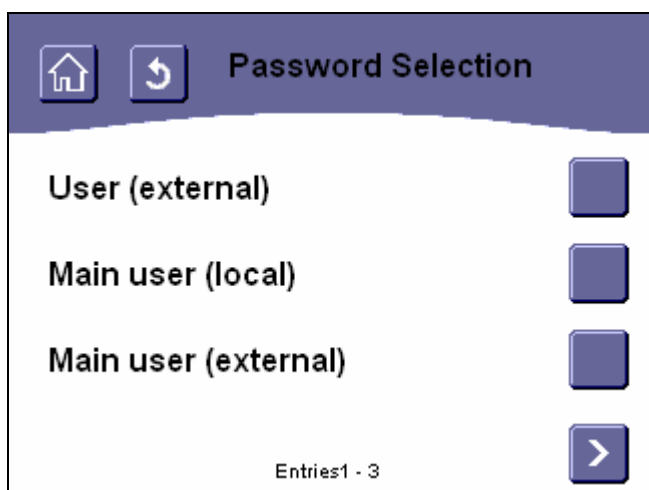 Password Selection
User (external)
Main user (local)
Main user (external)
Entries1 - 3